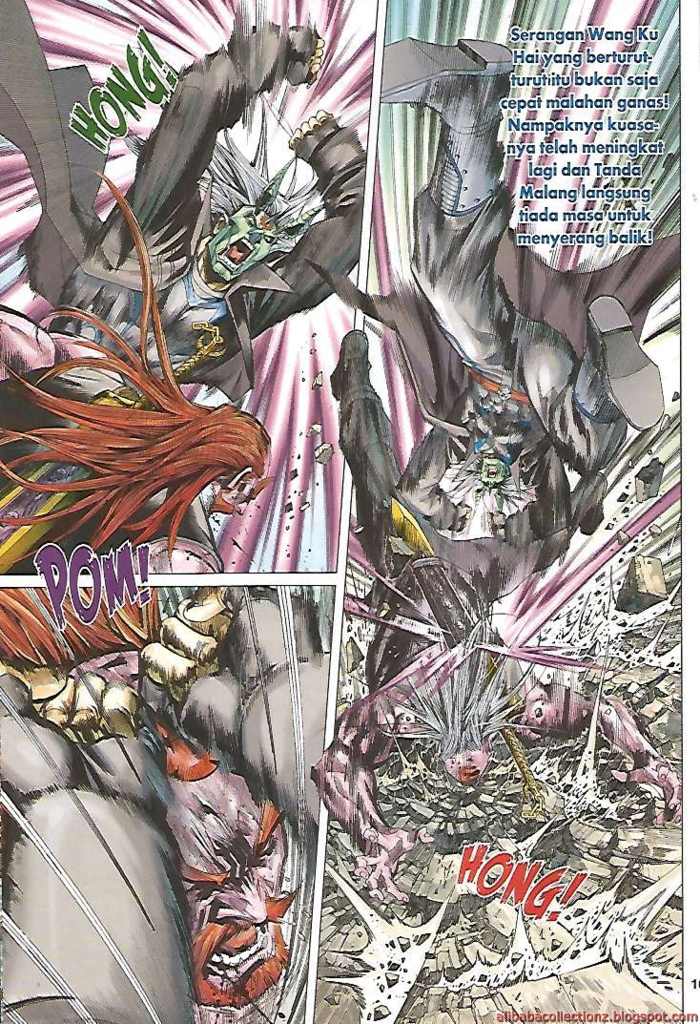 HONG!
Serangan Wang Ku
Hai yang berturut-
turut itu bukan saja
cepat malahan ganas!
Nampaknya kuasa-
nya telah meningkat
lagi dan Tanda
Malang langsung
tiada masa untuk
menyerang balik!
POM!
HONG!
alibabacollectionz.blogspot.com